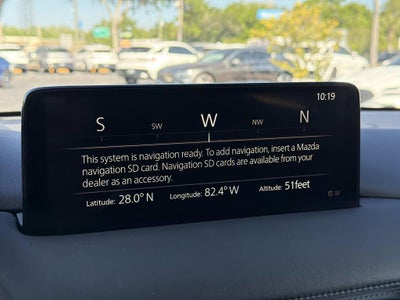 10:19
S SW W NW N
This system is navigation ready. To add navigation, insert a Mazda
navigation SD card. Navigation SD cards are available from your
dealer as an accessory.
Latitude: 28.0° N Longitude: 82.4° W Altitude: 51feet